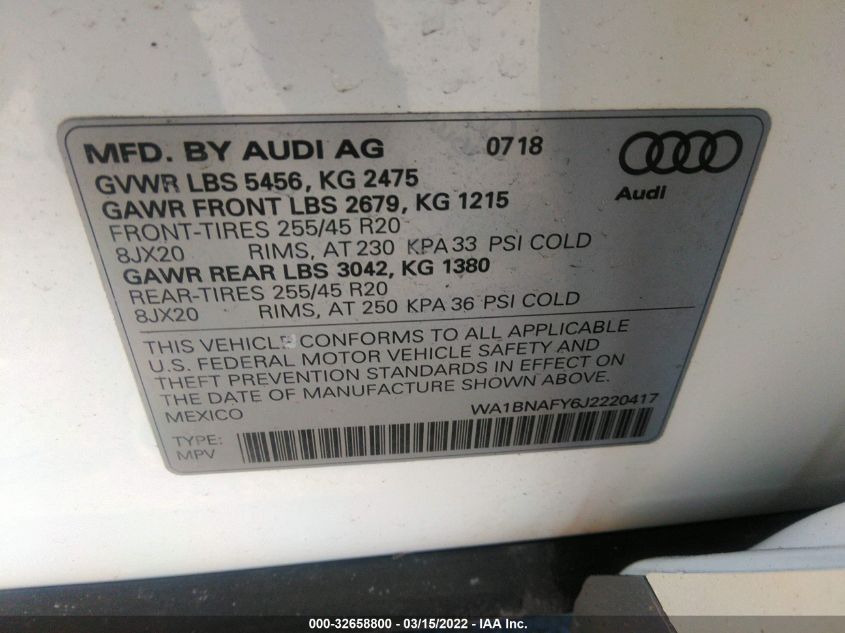 MFD. BY AUDI AG 0718
Audi
GVWR LBS 5456, KG 2475
GAWR FRONT LBS 2679, KG 1215
FRONT-TIRES 255/45 R20
8JX20 RIMS, AT 230 KPA 33 PSI COLD
GAWR REAR LBS 3042, KG 1380
REAR-TIRES 255/45 R20
8JX20 RIMS, AT 250 KPA 36 PSI COLD
THIS VEHICLE CONFORMS TO ALL APPLICABLE
U.S. FEDERAL MOTOR VEHICLE SAFETY AND
THEFT PREVENTION STANDARDS IN EFFECT ON
THE DATE OF MANUFACTURE SHOWN ABOVE.
MEXICO WA1BNAFY6J2220417
TYPE:
MPV
000-32658800 - 03/15/2022 - WA - IAA Inc.